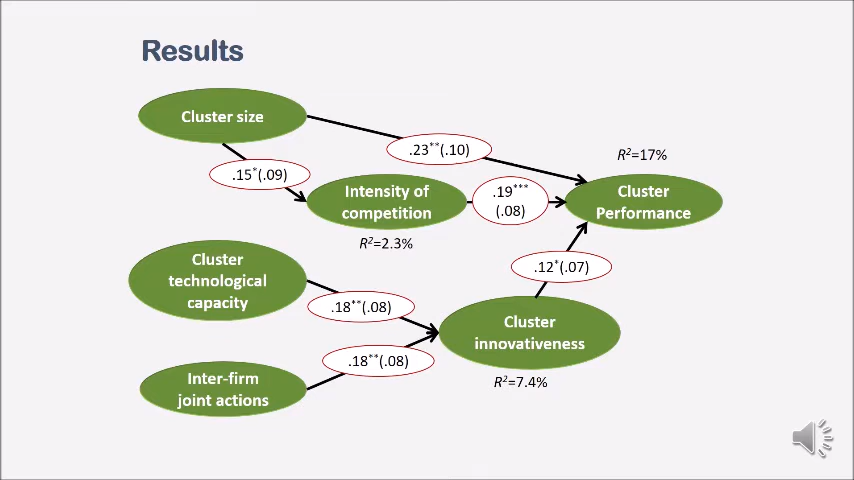 Results
Cluster size
.23**(.10)
R²=17%
.15*(.09)
Intensity of
competition
.19***
(.08)
Cluster
Performance
R²=2.3%
Cluster
technological
capacity
.12*(.07)
.18**(.08)
Cluster
innovativeness
.18**(.08)
Inter-firm
joint actions
R²=7.4%